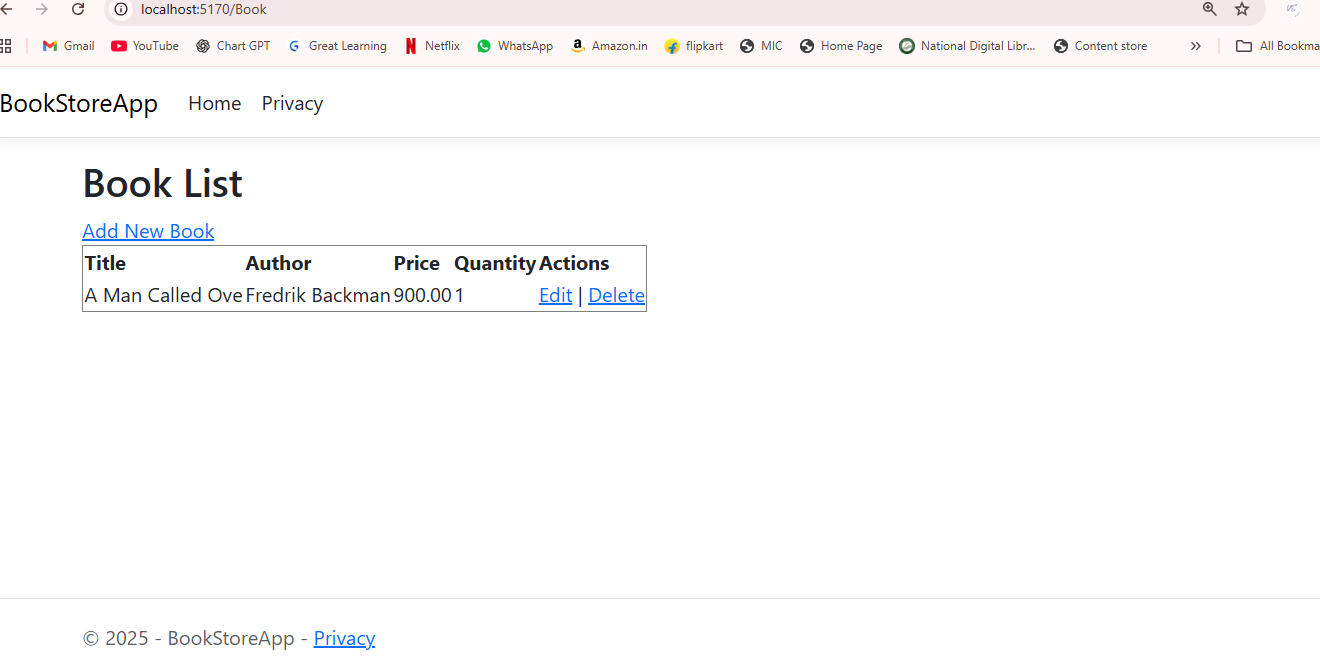 localhost:5170/Book
Gmail YouTube Chart GPT Great Learning Netflix WhatsApp Amazon.in flipkart MIC Home Page National Digital Libr... Content store All Bookma
BookStoreApp Home Privacy
Book List
Add New Book
Title Author Price Quantity Actions
A Man Called Ove Fredrik Backman 900.00 1 Edit | Delete
© 2025 - BookStoreApp - Privacy